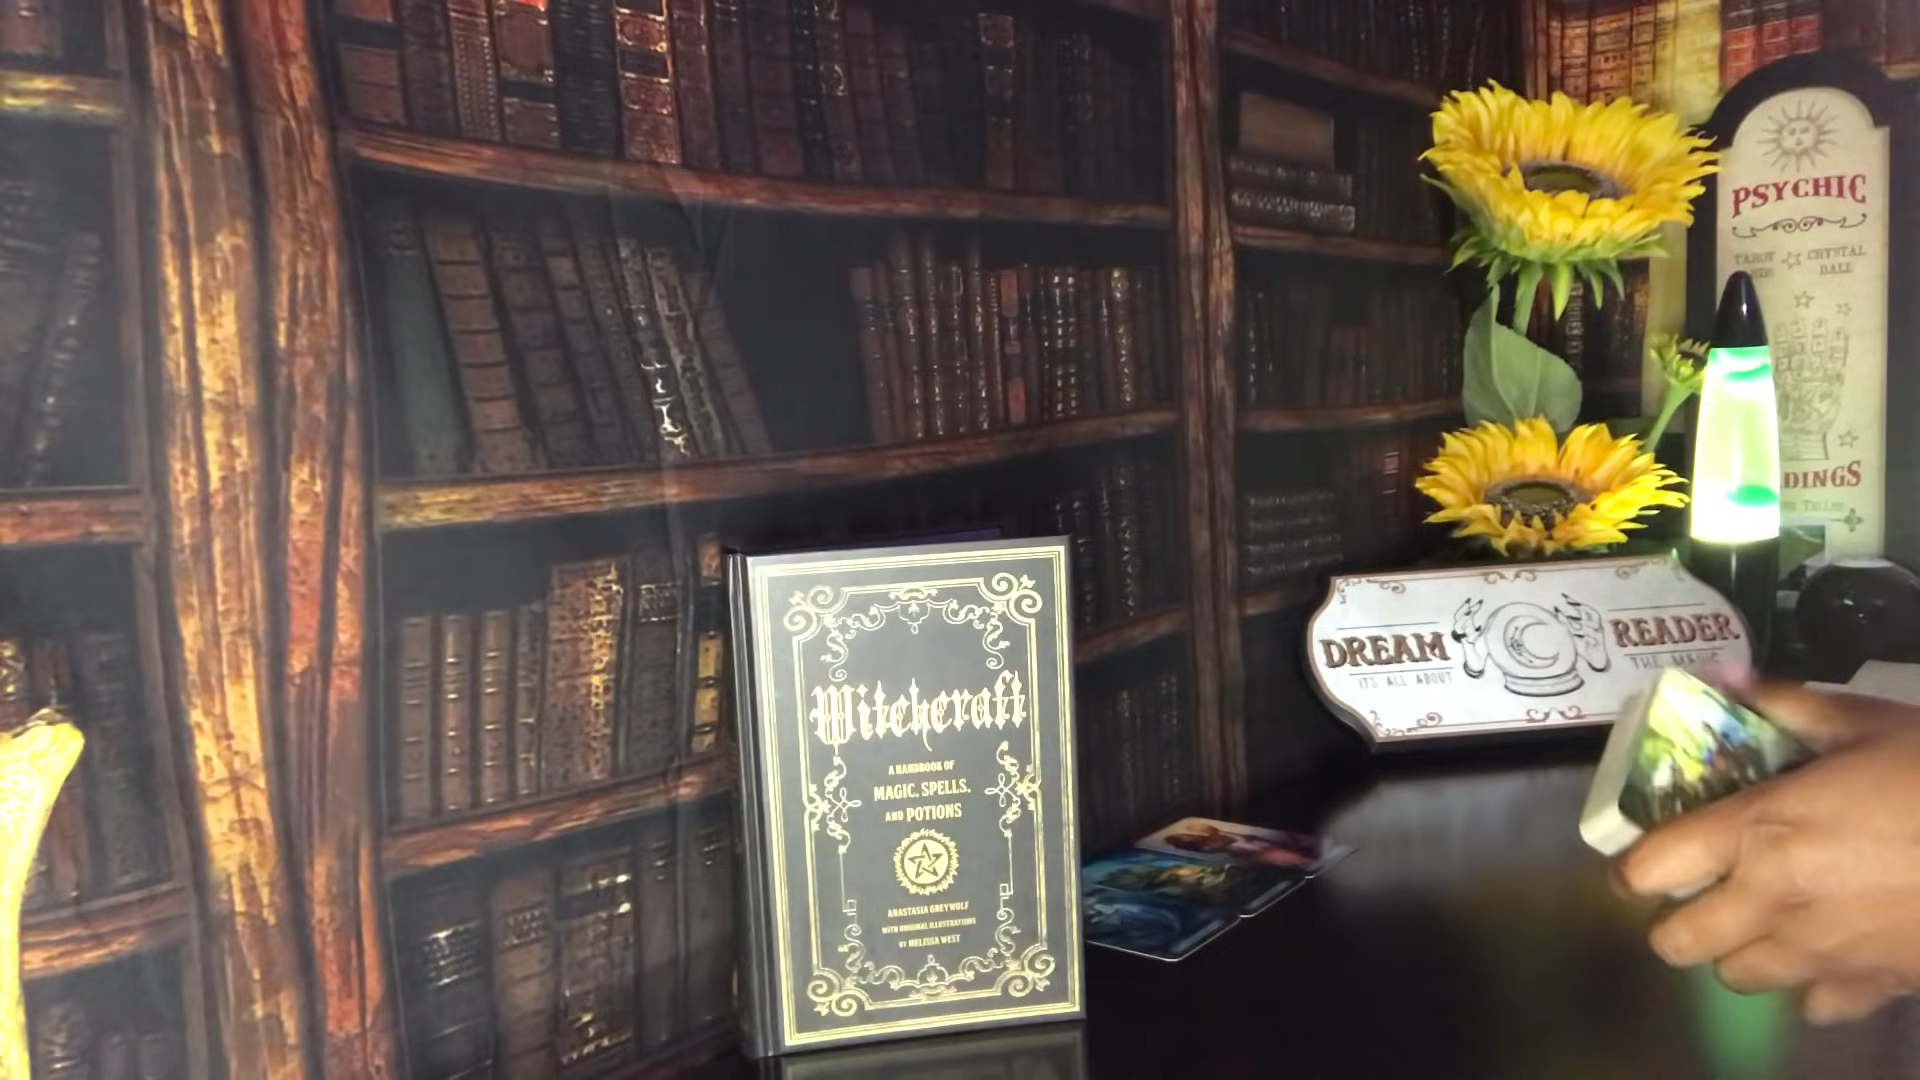 Witchcraft
A HANDBOOK OF
MAGIC, SPELLS,
AND POTIONS
ANASTASIA GREYWOLF
WITH ORIGINAL ILLUSTRATIONS
BY MELISSA WEST
PSYCHIC
TAROT CRYSTAL
BALL
DINGS
DREAM READER
IT'S ALL ABOUT THE MAGIC